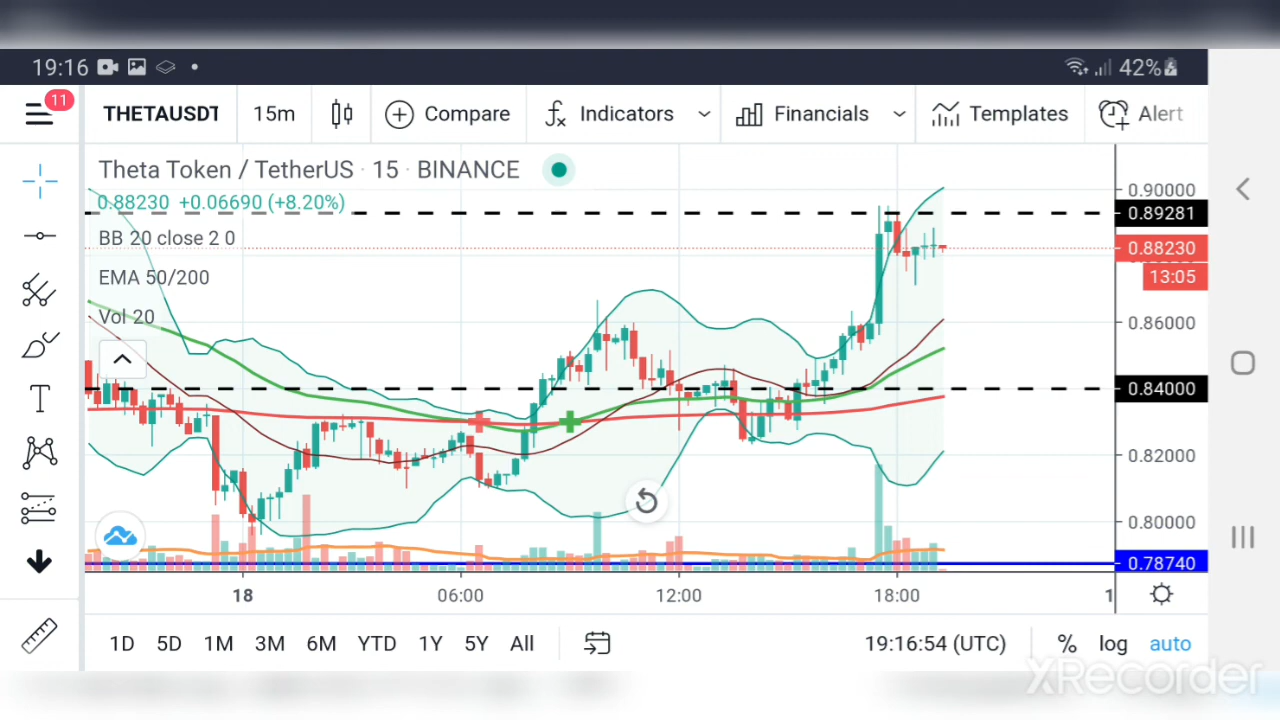 19:16
42%
11
THETAUSDT
15m
Compare
Indicators
Financials
Templates
Alert
Theta Token / TetherUS · 15 · BINANCE
0.88230 +0.06690 (+8.20%)
BB 20 close 2 0
EMA 50/200
Vol 20
0.90000
0.89281
0.88230
13:05
0.86000
0.84000
0.82000
0.80000
0.78740
18
06:00
12:00
18:00
1
1D
5D
1M
3M
6M
YTD
1Y
5Y
All
19:16:54 (UTC)
%
log
auto
XRecorder